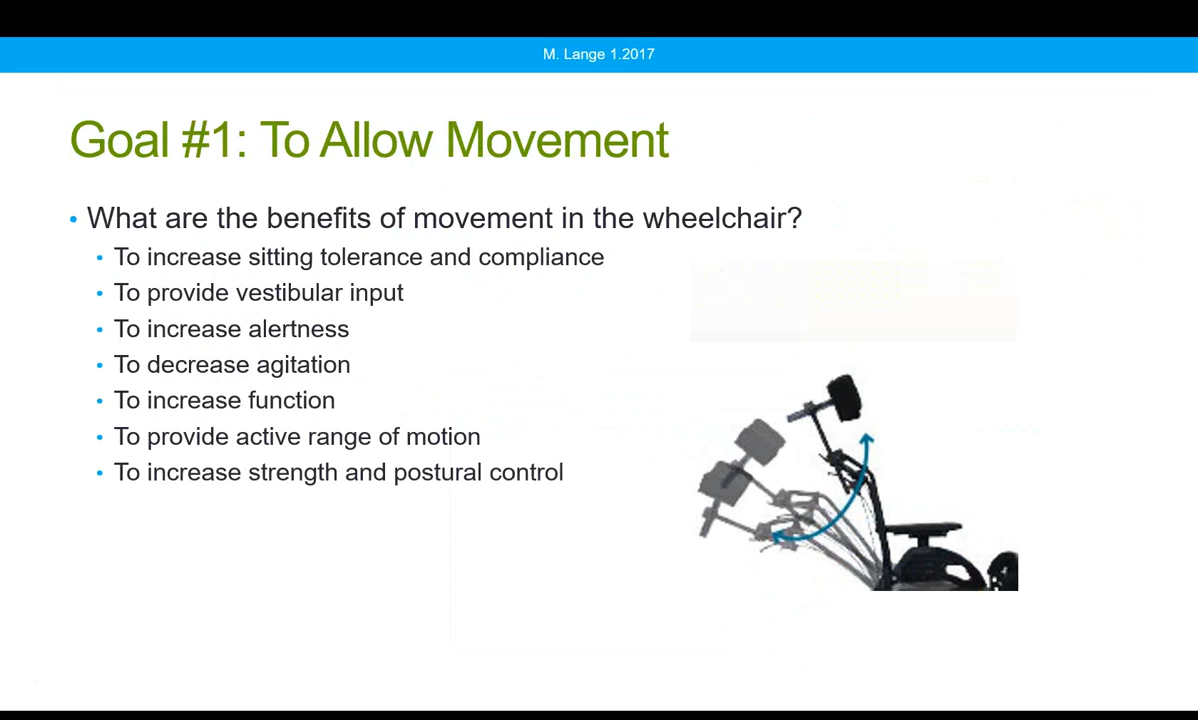 M. Lange 1.2017
Goal #1: To Allow Movement
• What are the benefits of movement in the wheelchair?
• To increase sitting tolerance and compliance
• To provide vestibular input
• To increase alertness
• To decrease agitation
• To increase function
• To provide active range of motion
• To increase strength and postural control